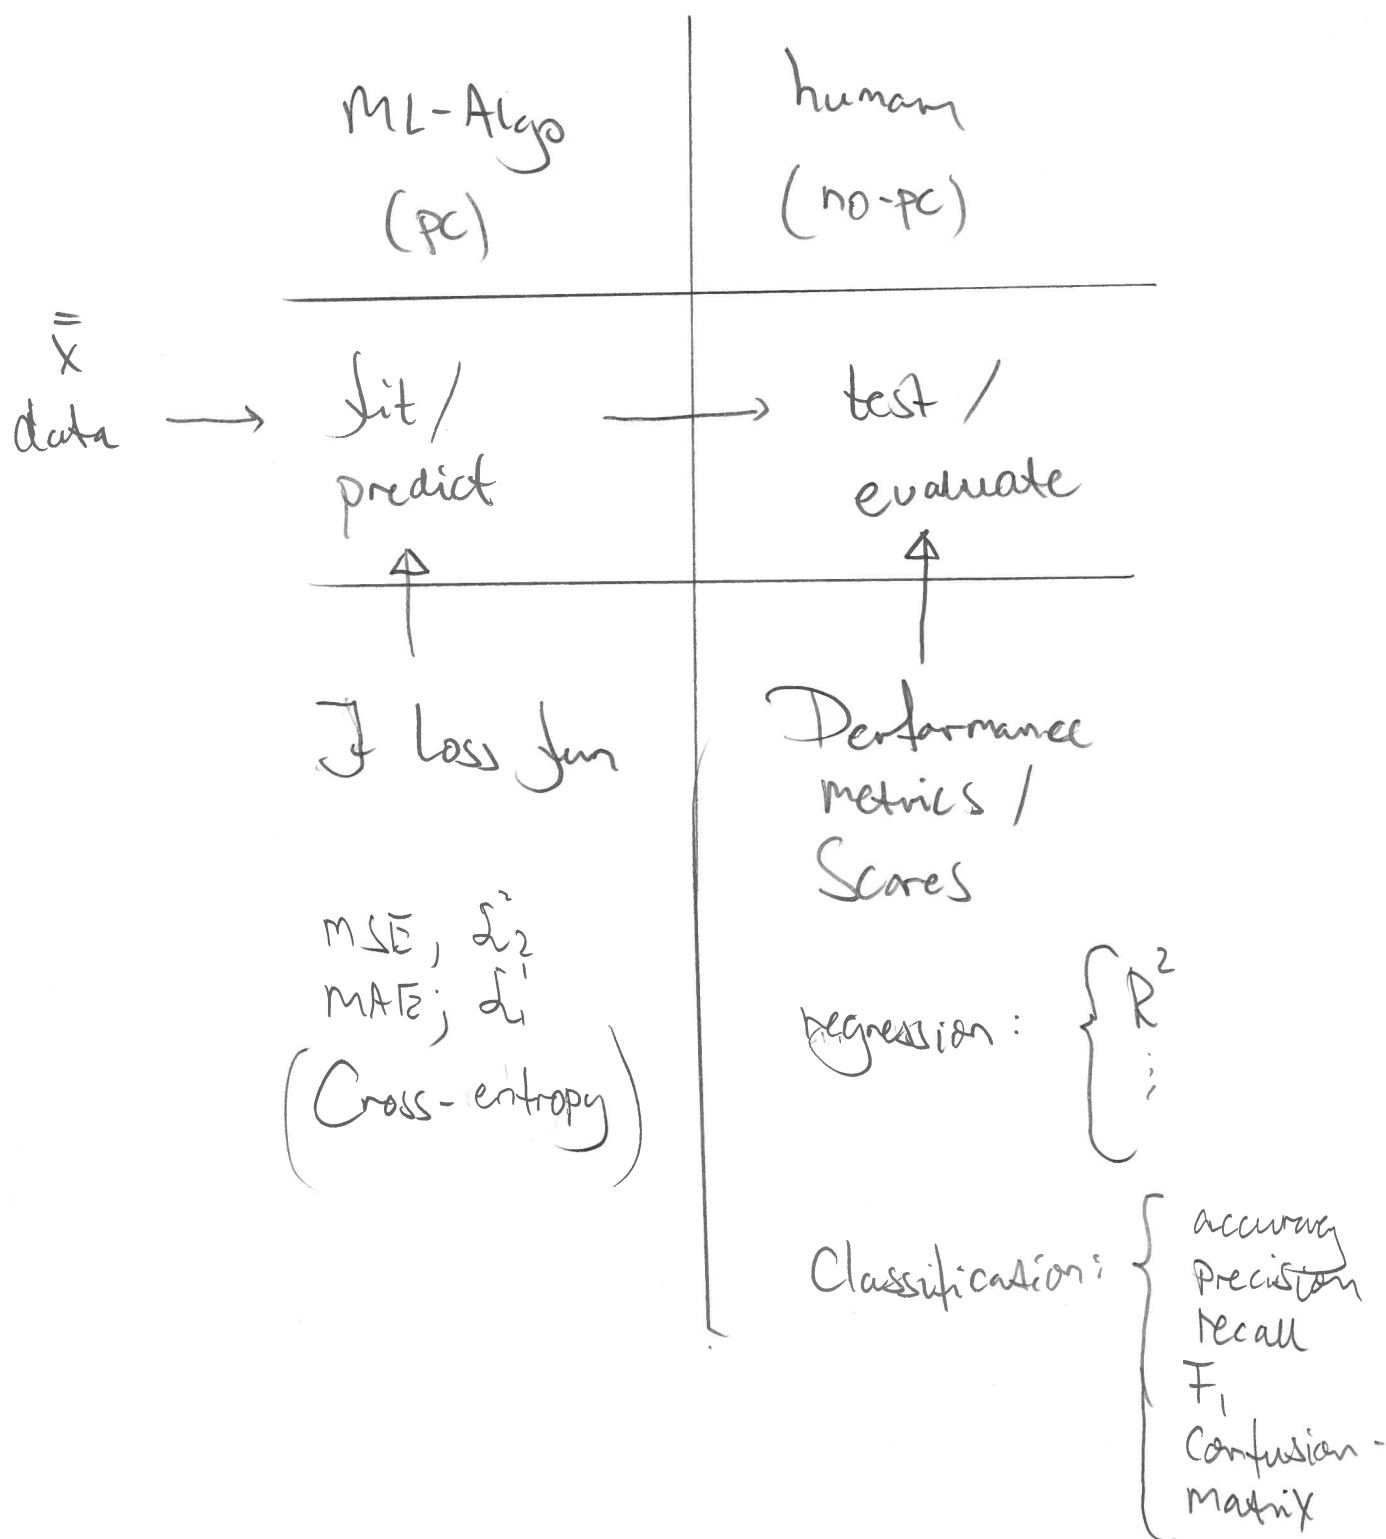 ML-Algo
(PC)
human
(no-pc)
X̿
data
fit/
predict
test /
evaluate
J Loss fun
Performance
metrics /
Scores
MSE, ℒ₂²
MAE; ℒ₁¹
(Cross-entropy)
regression: { R²
⋮
Classification: { accuracy
precision
recall
F₁
Confusion-
Matrix